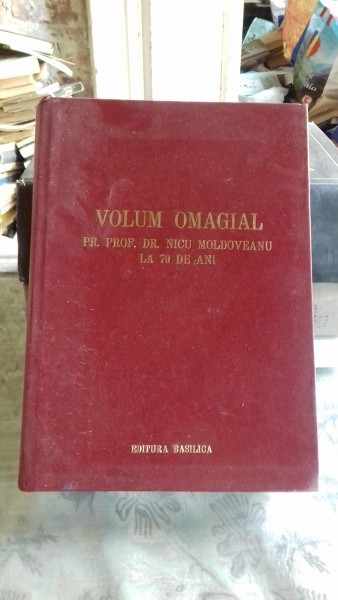 VOLUM OMAGIAL
PR. PROF. DR. NICU MOLDOVEANU
LA 70 DE ANI
EDITURA BASILICA